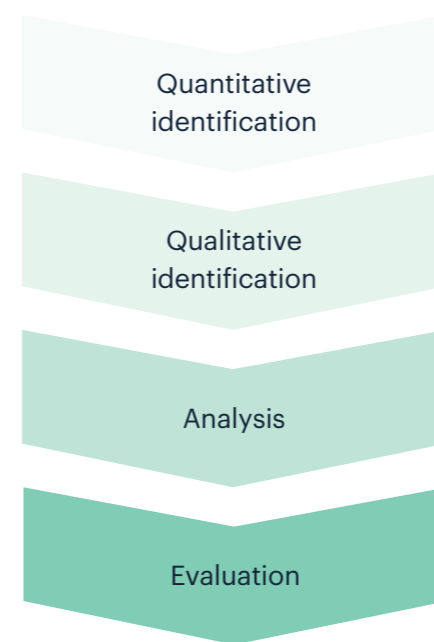 Quantitative
identification
Qualitative
identification
Analysis
Evaluation